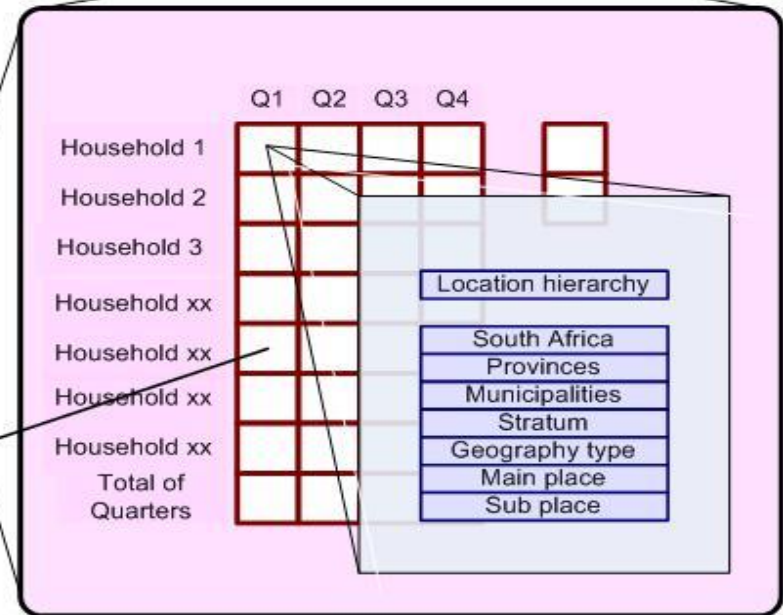 Q1 Q2 Q3 Q4
Household 1
Household 2
Household 3
Household xx
Household xx
Household xx
Household xx
Total of
Quarters
Location hierarchy
South Africa
Provinces
Municipalities
Stratum
Geography type
Main place
Sub place